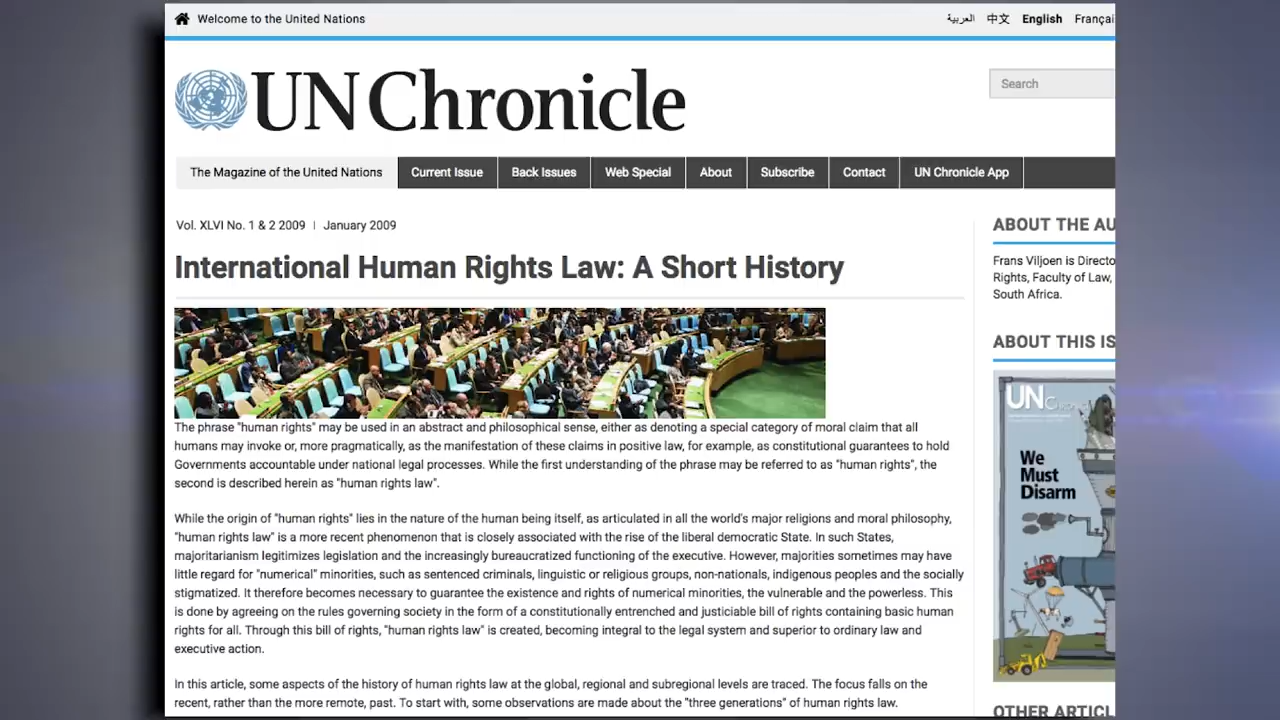 Welcome to the United Nations
العربية 中文 English Françai
UN Chronicle
Search
The Magazine of the United Nations Current Issue Back Issues Web Special About Subscribe Contact UN Chronicle App
Vol. XLVI No. 1 & 2 2009 | January 2009
International Human Rights Law: A Short History
The phrase "human rights" may be used in an abstract and philosophical sense, either as denoting a special category of moral claim that all
humans may invoke or, more pragmatically, as the manifestation of these claims in positive law, for example, as constitutional guarantees to hold
Governments accountable under national legal processes. While the first understanding of the phrase may be referred to as "human rights", the
second is described herein as "human rights law".
While the origin of "human rights" lies in the nature of the human being itself, as articulated in all the world's major religions and moral philosophy,
"human rights law" is a more recent phenomenon that is closely associated with the rise of the liberal democratic State. In such States,
majoritarianism legitimizes legislation and the increasingly bureaucratized functioning of the executive. However, majorities sometimes may have
little regard for "numerical" minorities, such as sentenced criminals, linguistic or religious groups, non-nationals, indigenous peoples and the socially
stigmatized. It therefore becomes necessary to guarantee the existence and rights of numerical minorities, the vulnerable and the powerless. This
is done by agreeing on the rules governing society in the form of a constitutionally entrenched and justiciable bill of rights containing basic human
rights for all. Through this bill of rights, "human rights law" is created, becoming integral to the legal system and superior to ordinary law and
executive action.
In this article, some aspects of the history of human rights law at the global, regional and subregional levels are traced. The focus falls on the
recent, rather than the more remote, past. To start with, some observations are made about the "three generations" of human rights law.
ABOUT THE AU
Frans Viljoen is Directo
Rights, Faculty of Law,
South Africa.
ABOUT THIS IS
UN Chronic
We
Must
Disarm
OTHER ARTICL